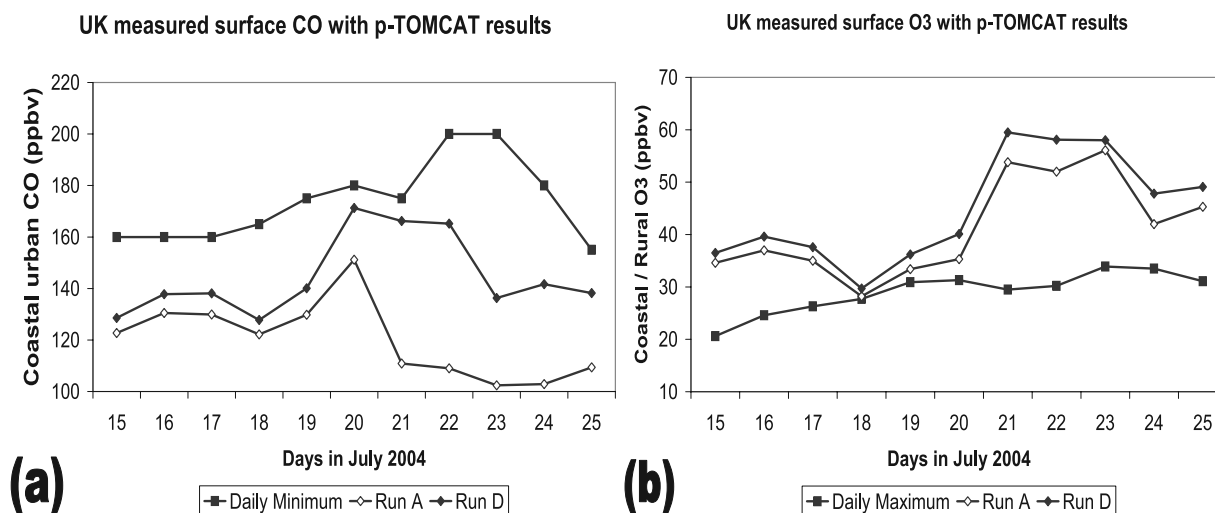 UK measured surface CO with p-TOMCAT results
Coastal urban CO (ppbv)
220
200
180
160
140
120
100
15 16 17 18 19 20 21 22 23 24 25
Days in July 2004
(a)
Daily Minimum Run A Run D
UK measured surface O3 with p-TOMCAT results
Coastal / Rural O3 (ppbv)
70
60
50
40
30
20
10
15 16 17 18 19 20 21 22 23 24 25
Days in July 2004
(b)
Daily Maximum Run A Run D